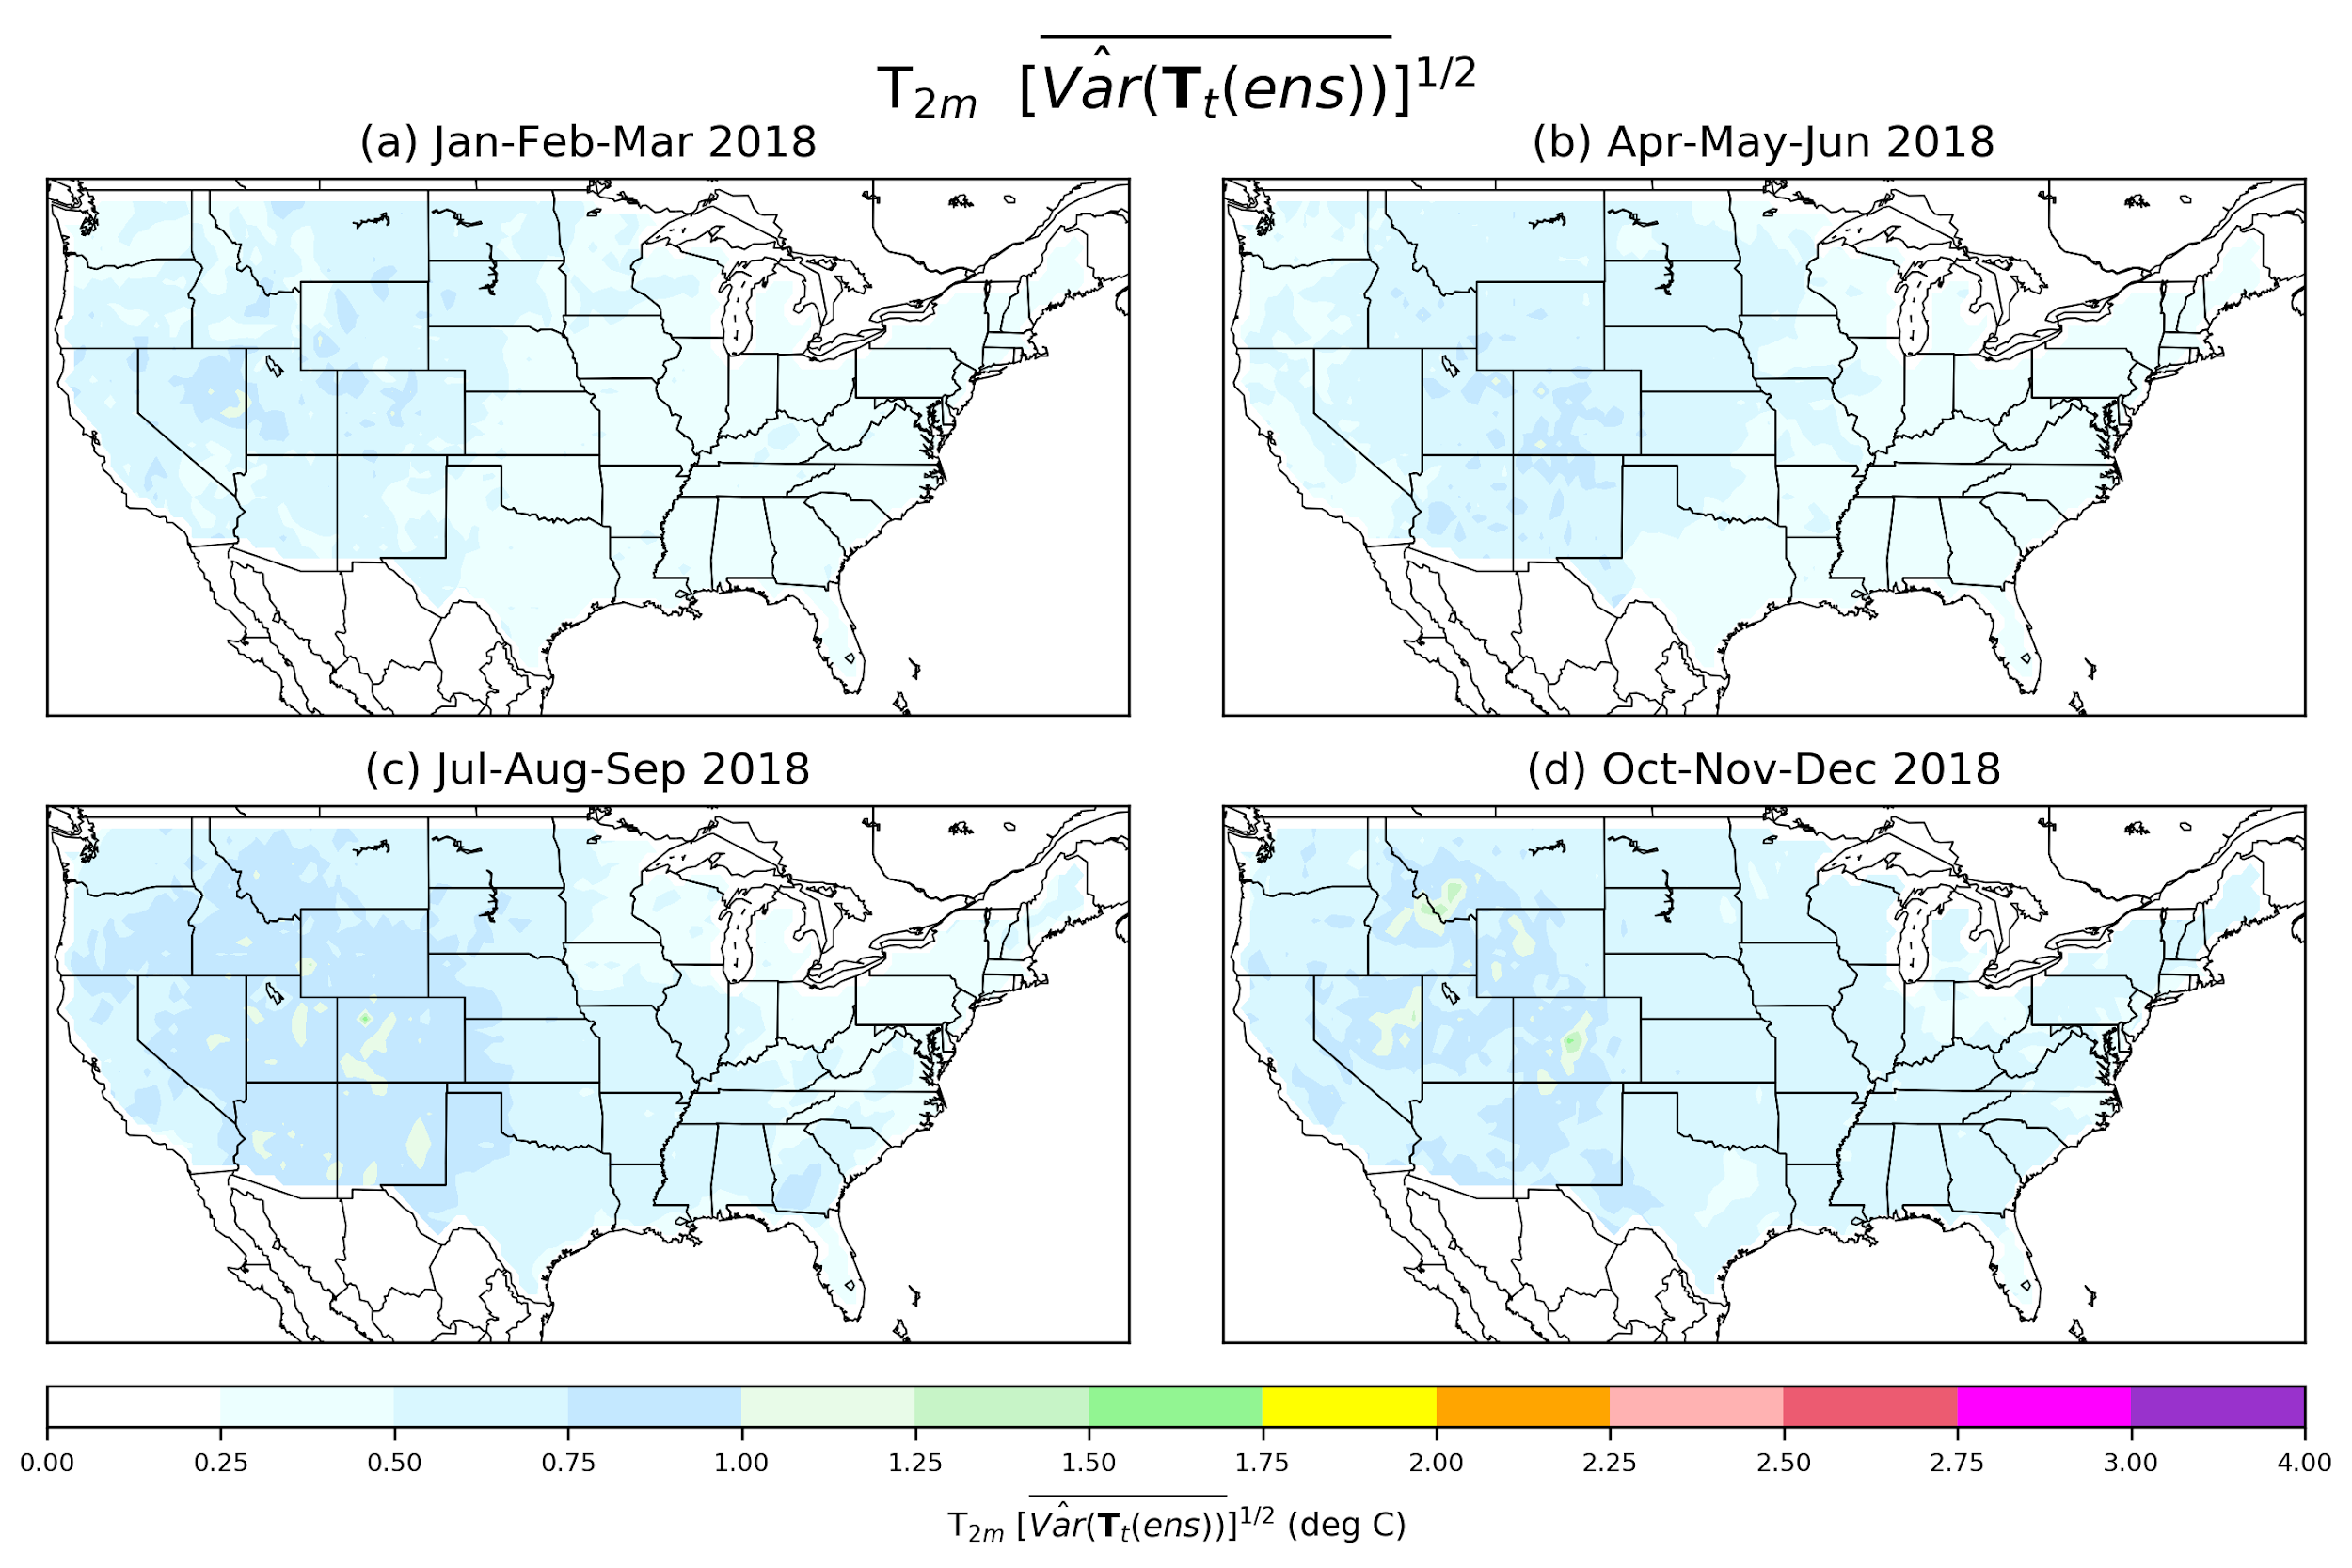 T₂ₘ [Vâr(𝐓ₜ(ens))]^{1/2}
(a) Jan-Feb-Mar 2018
(b) Apr-May-Jun 2018
(c) Jul-Aug-Sep 2018
(d) Oct-Nov-Dec 2018
0.00 0.25 0.50 0.75 1.00 1.25 1.50 1.75 2.00 2.25 2.50 2.75 3.00 4.00
T₂ₘ [Vâr(𝐓ₜ(ens))]^{1/2} (deg C)